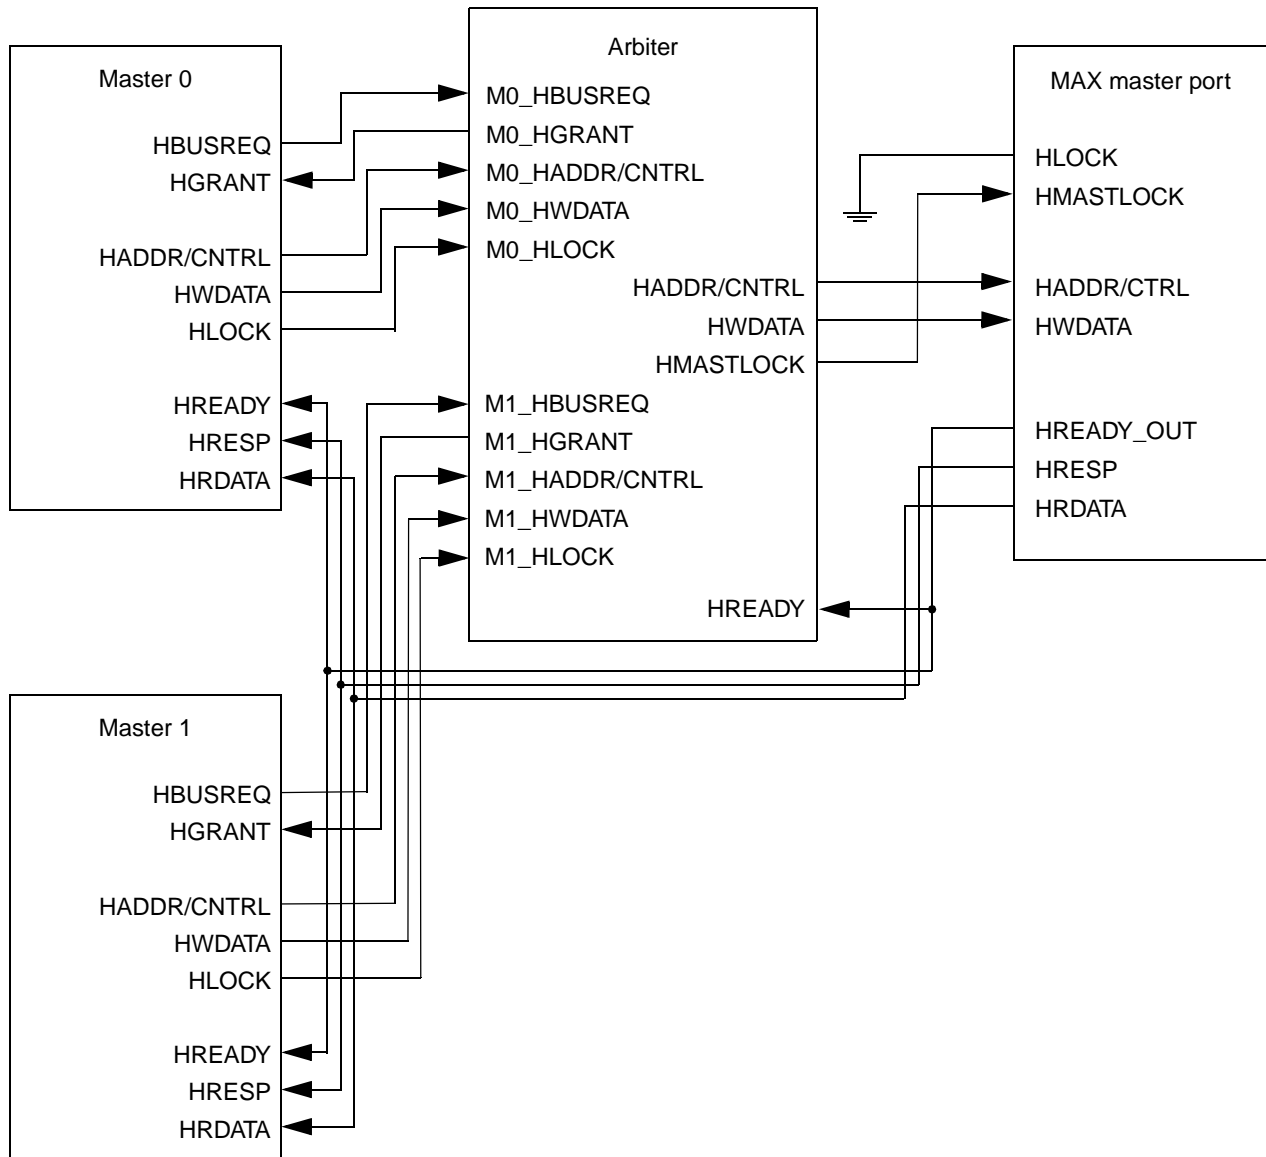 Master 0
HBUSREQ
HGRANT
HADDR/CNTRL
HWDATA
HLOCK
HREADY
HRESP
HRDATA
Arbiter
M0_HBUSREQ
M0_HGRANT
M0_HADDR/CNTRL
M0_HWDATA
M0_HLOCK
HADDR/CNTRL
HWDATA
HMASTLOCK
M1_HBUSREQ
M1_HGRANT
M1_HADDR/CNTRL
M1_HWDATA
M1_HLOCK
HREADY
MAX master port
HLOCK
HMASTLOCK
HADDR/CTRL
HWDATA
HREADY_OUT
HRESP
HRDATA
Master 1
HBUSREQ
HGRANT
HADDR/CNTRL
HWDATA
HLOCK
HREADY
HRESP
HRDATA